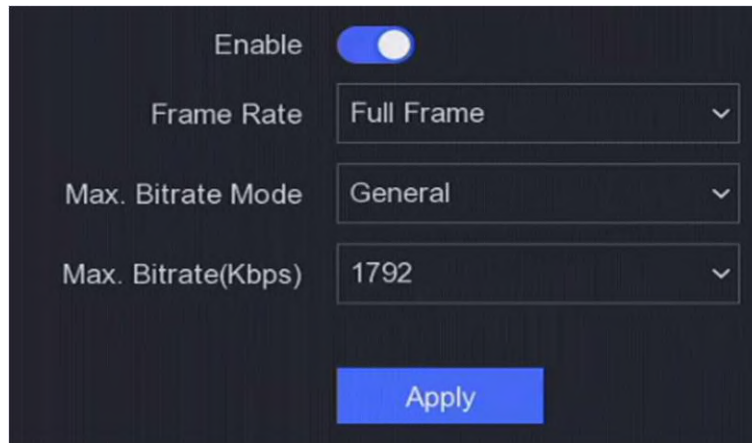 Enable
Frame Rate Full Frame
Max. Bitrate Mode General
Max. Bitrate(Kbps) 1792
Apply